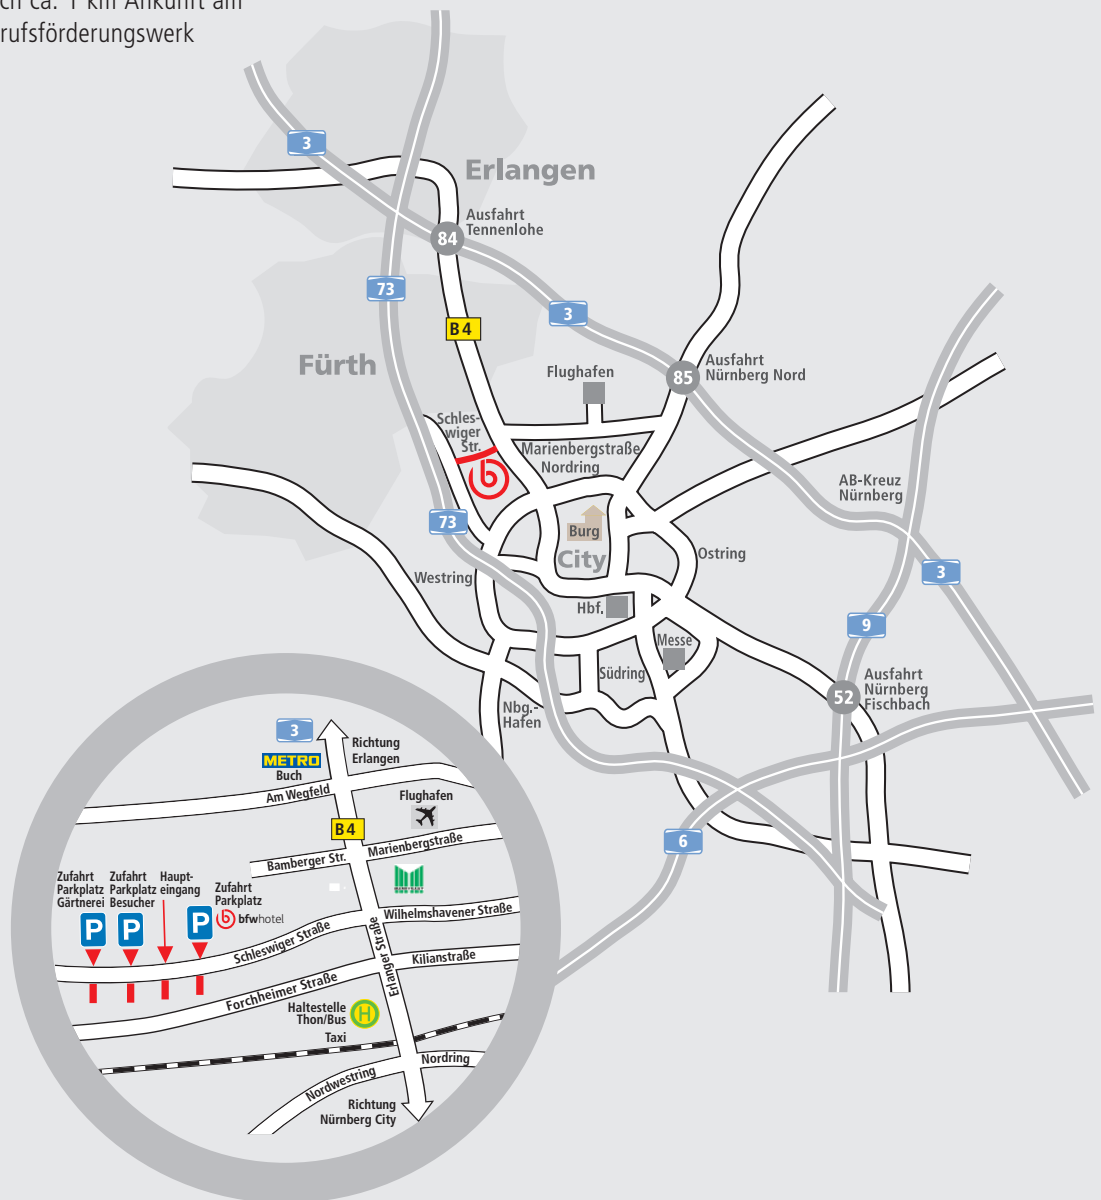 ch ca. 1 km Ankunft am
rufsförderungswerk
3
Erlangen
Ausfahrt
Tennenlohe
84
73
3
B 4
Fürth
Flughafen
85
Ausfahrt
Nürnberg Nord
Schles-
wiger
Str.
Marienbergstraße
Nordring
AB-Kreuz
Nürnberg
73
Burg
City
Ostring
Westring
3
Hbf.
9
Messe
Südring
52
Ausfahrt
Nürnberg
Fischbach
Nbg.-
Hafen
6
3
Richtung
Erlangen
METRO
Buch
Am Wegfeld
Flughafen
B 4
Marienbergstraße
Bamberger Str.
Zufahrt
Parkplatz
Gärtnerei
Zufahrt
Parkplatz
Besucher
Haupt-
eingang
Zufahrt
Parkplatz
bfwhotel
P
P
P
Wilhelmshavener Straße
Schleswiger Straße
Erlanger Straße
Kilianstraße
Forchheimer Straße
Haltestelle
Thon/Bus
H
Taxi
Nordring
Nordwestring
Richtung
Nürnberg City